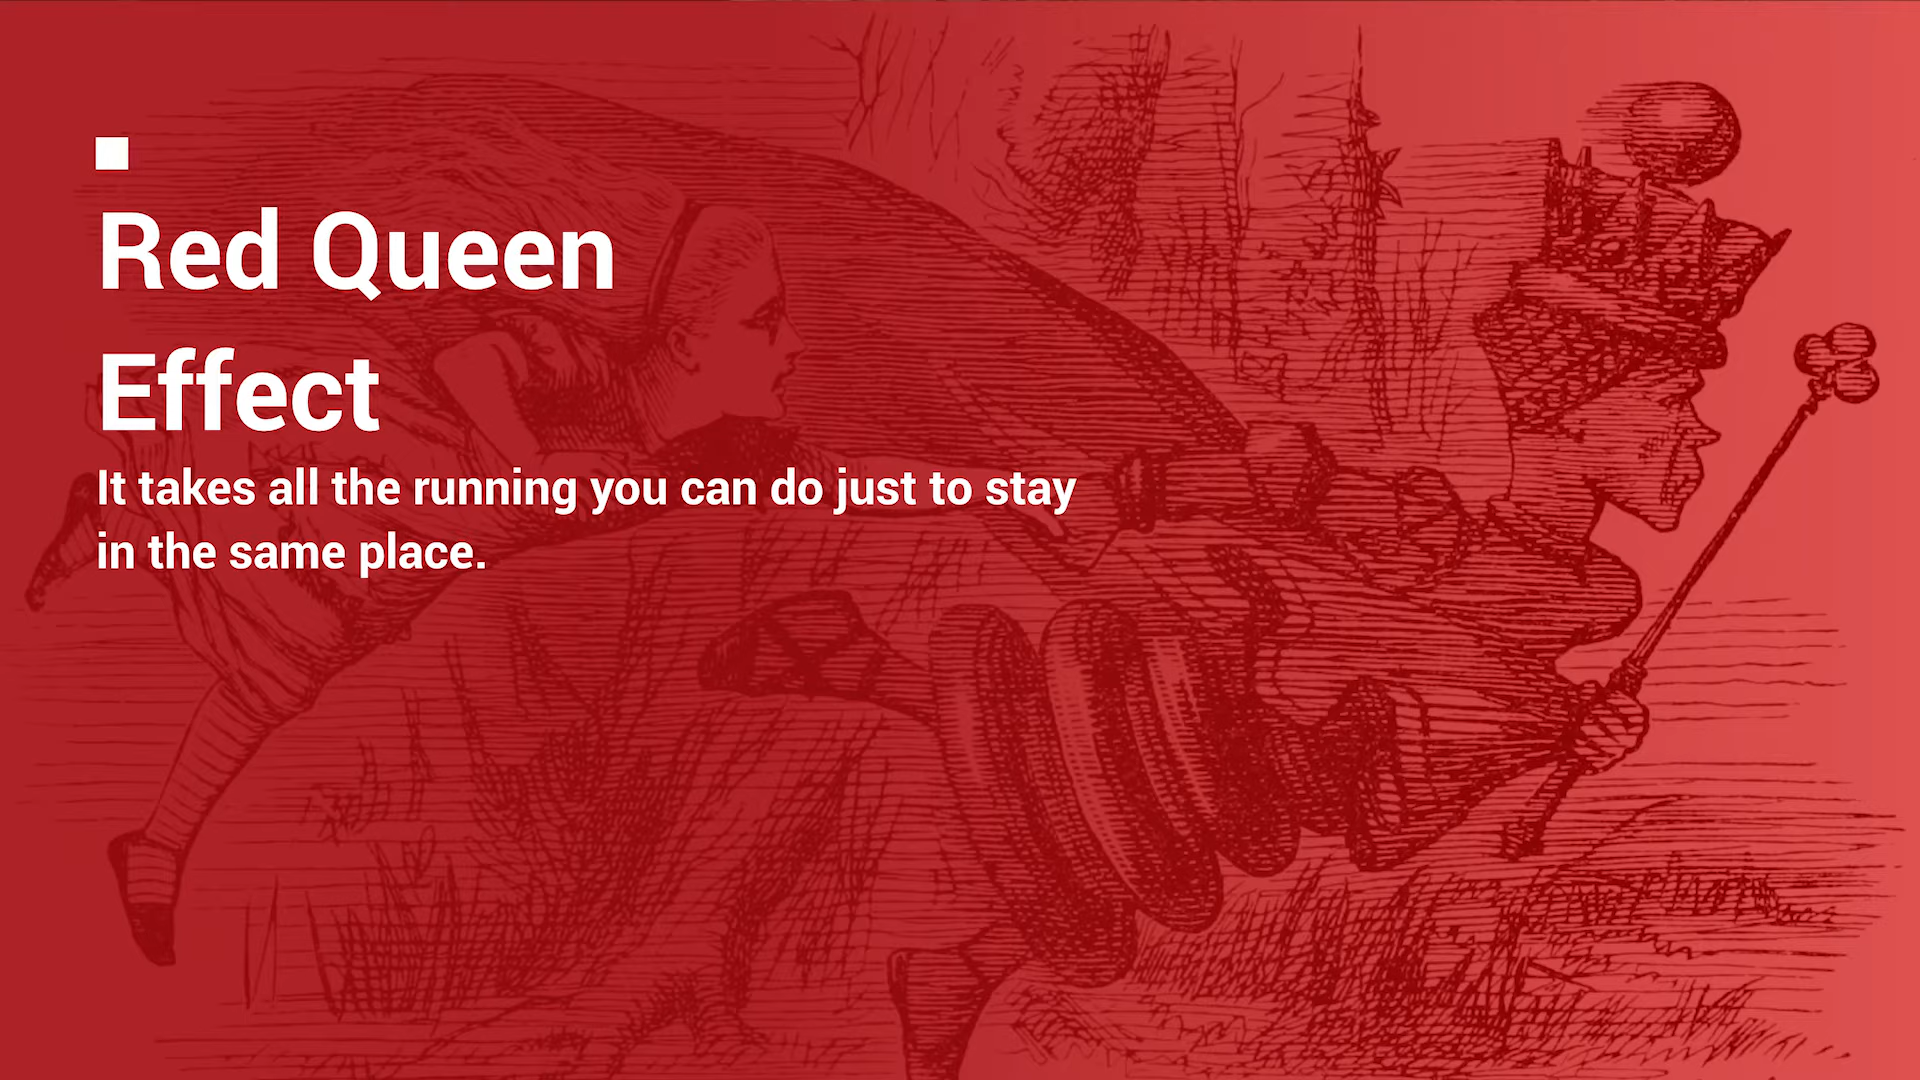 Red Queen
Effect
It takes all the running you can do just to stay
in the same place.